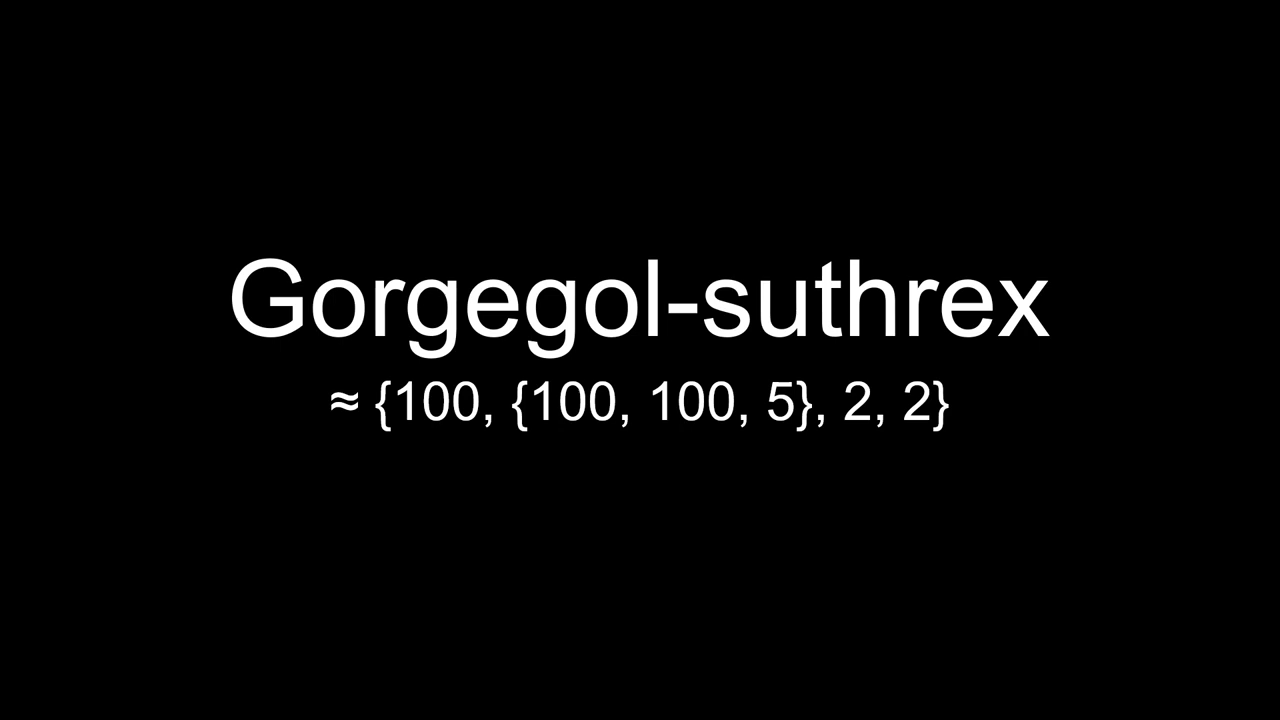 Gorgegol-suthrex
≈ {100, {100, 100, 5}, 2, 2}